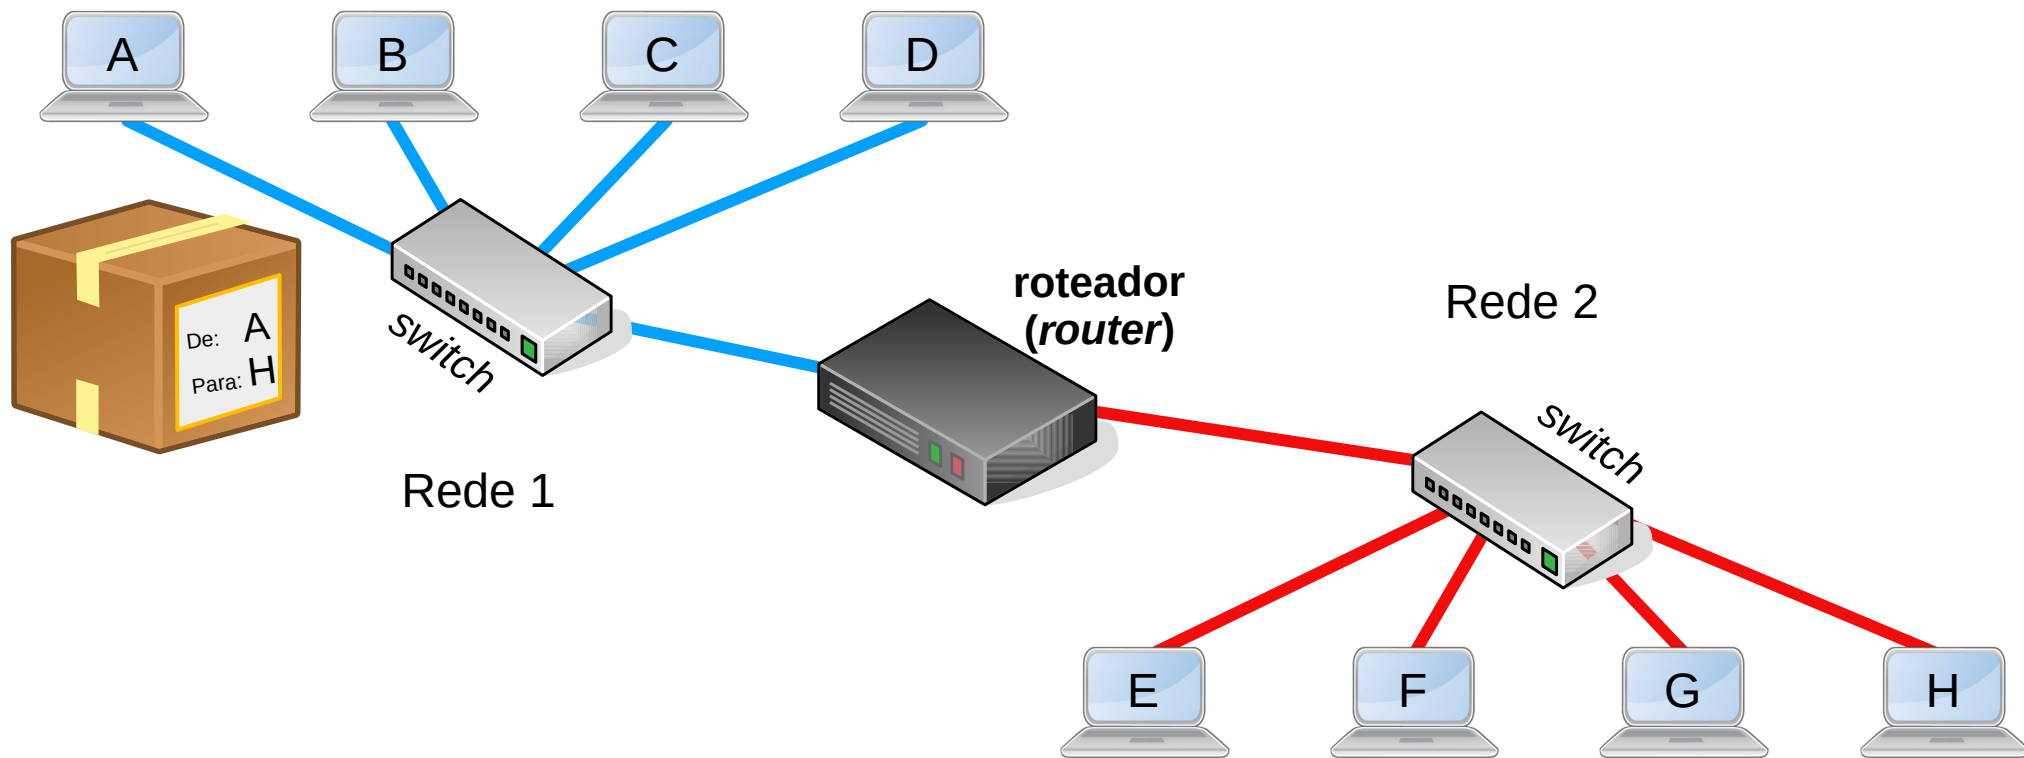 A
B
C
D
De: A
Para: H
switch
roteador
(router)
Rede 2
switch
Rede 1
E
F
G
H